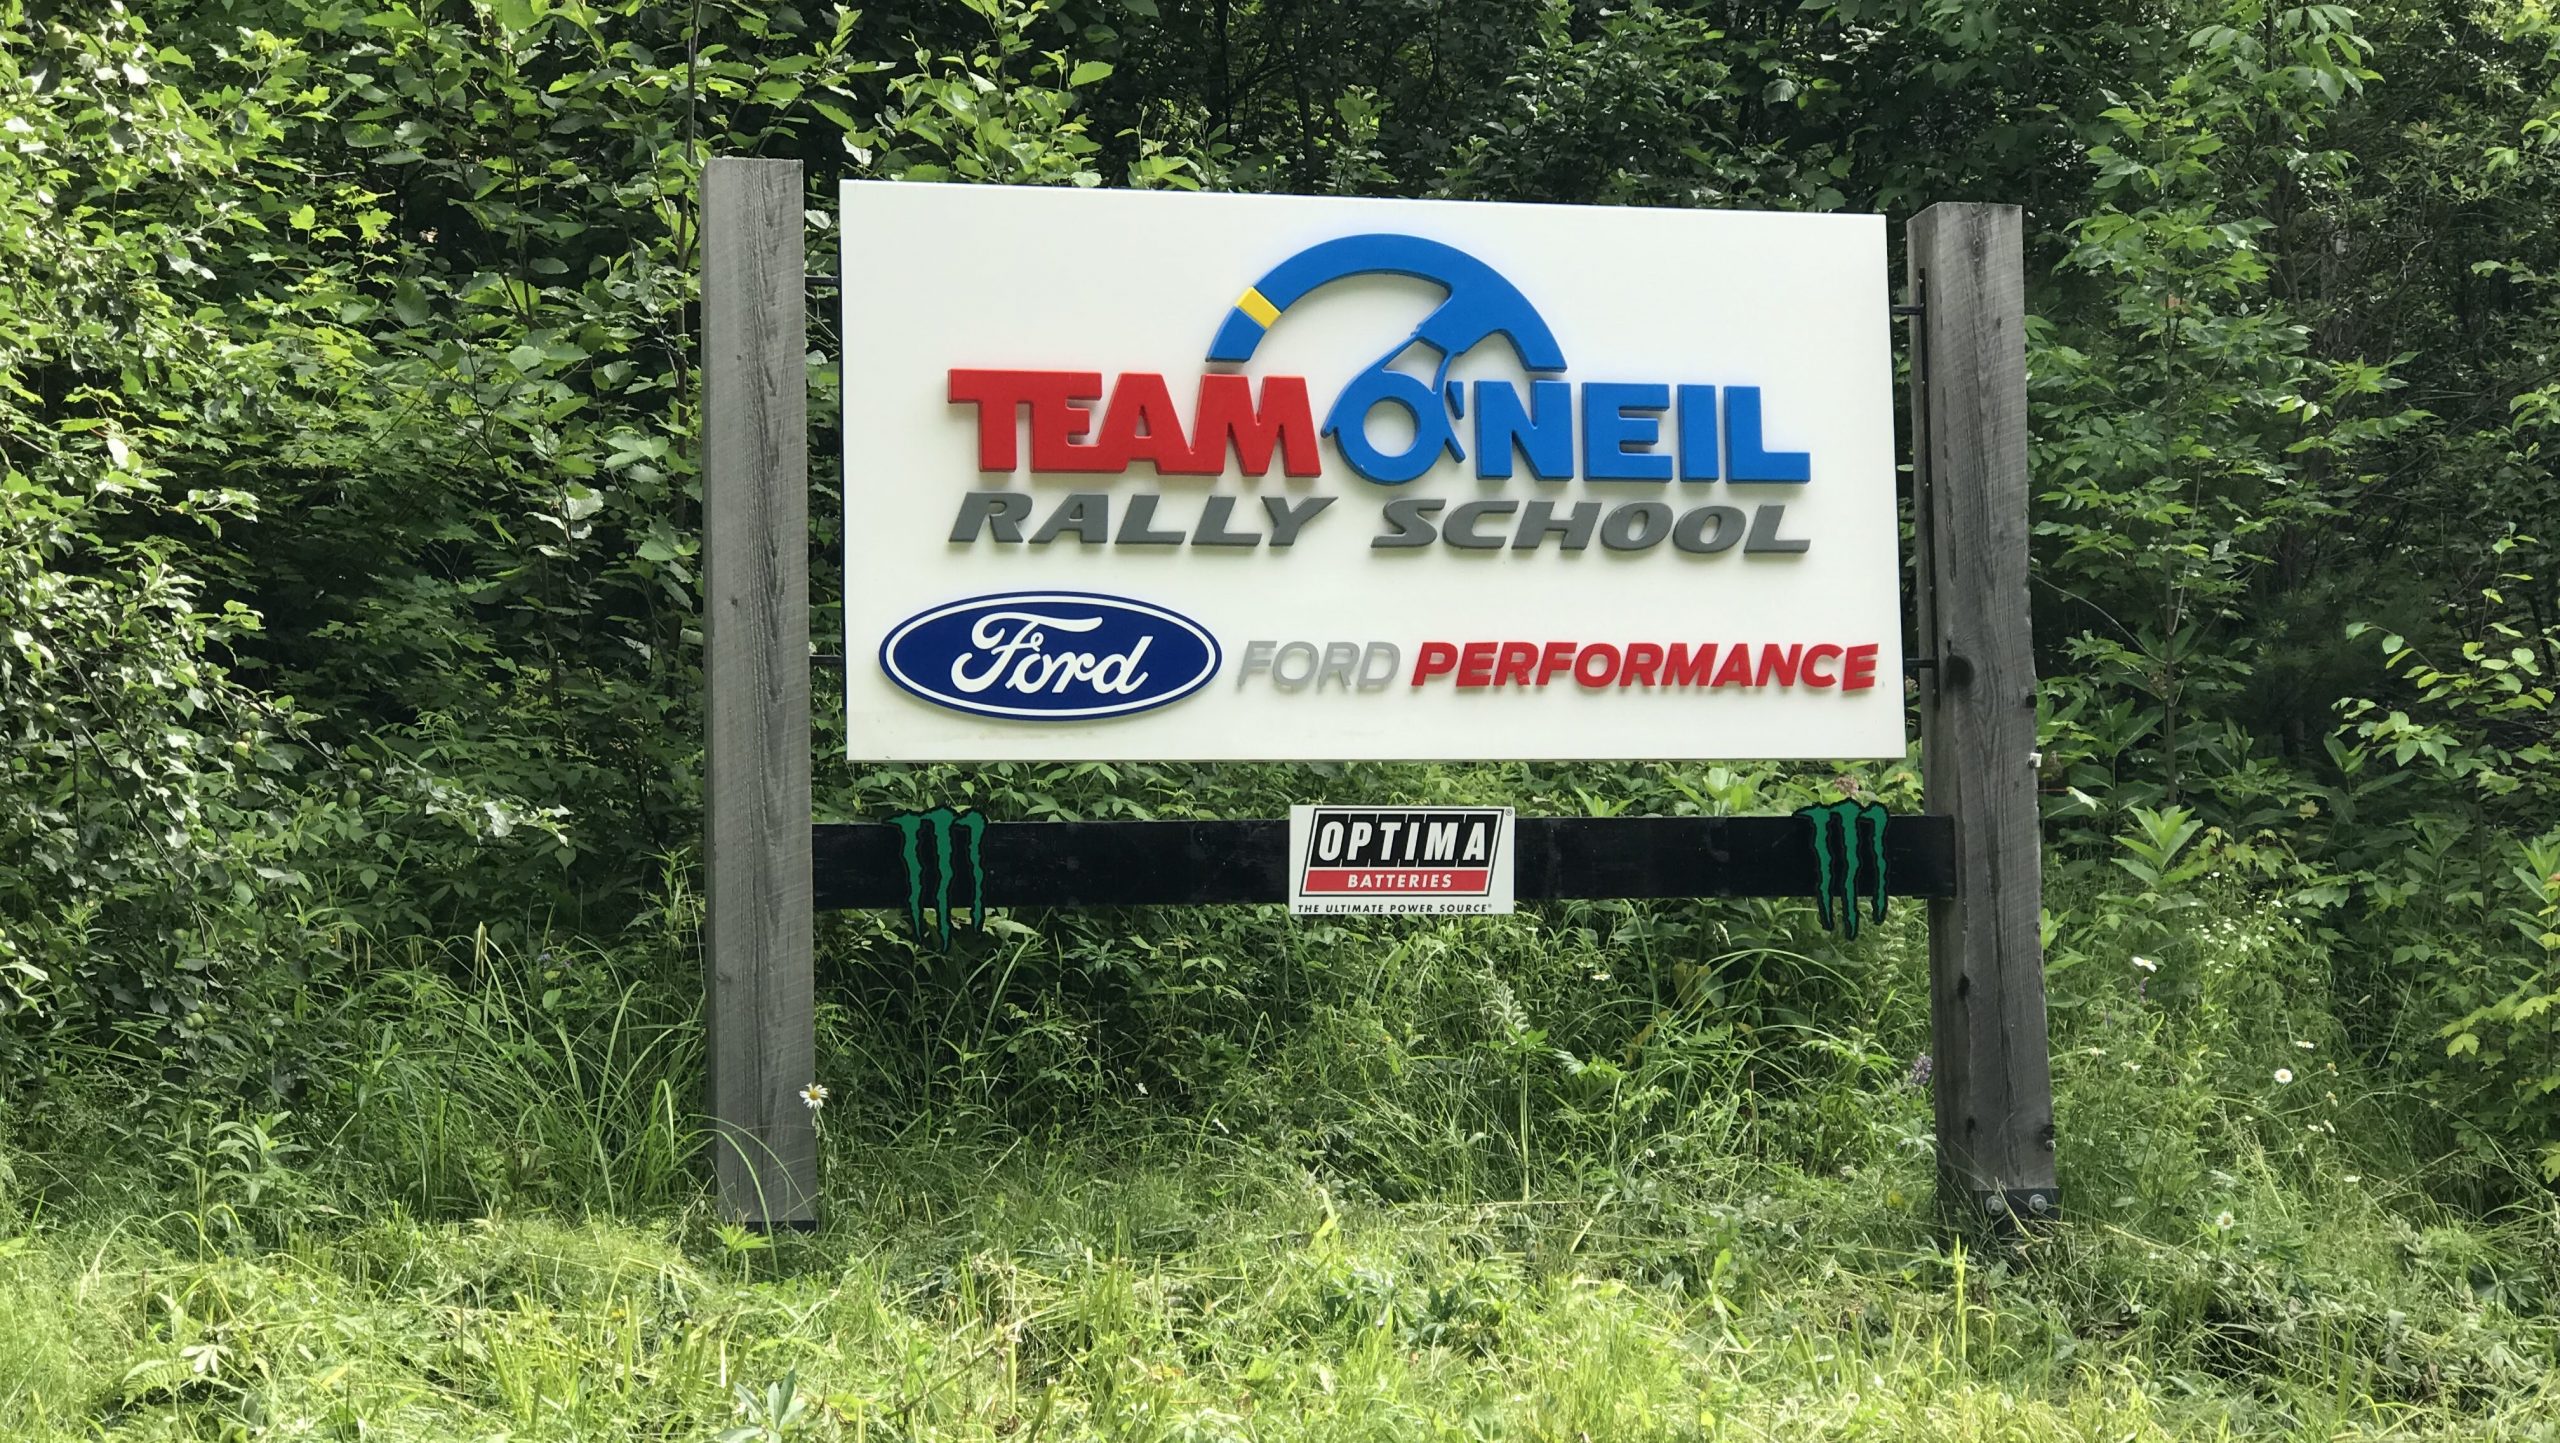 TEAM O'NEIL
RALLY SCHOOL
Ford FORD PERFORMANCE
OPTIMA®
BATTERIES
THE ULTIMATE POWER SOURCE®